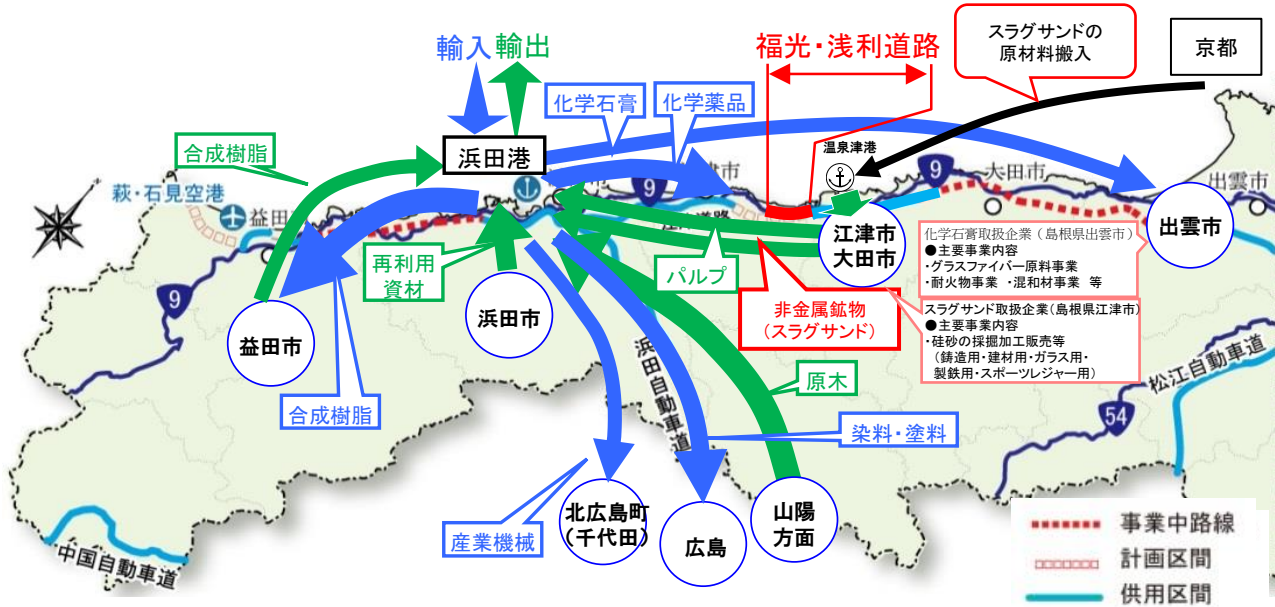 輸入
輸出
福光・浅利道路
スラグサンドの
原材料搬入
京都
化学石膏
化学薬品
合成樹脂
浜田港
温泉津港
萩・石見空港
9
大田市
出雲市
益田
津市
江津市
大田市
出雲市
化学石膏取扱企業（島根県出雲市）
●主要事業内容
・グラスファイバー原料事業
・耐火物事業 ・混和材事業 等
スラグサンド取扱企業(島根県江津市)
●主要事業内容
・硅砂の採掘加工販売等
（鋳造用・建材用・ガラス用・
製鉄用・スポーツレジャー用）
再利用
資材
パルプ
非金属鉱物
（スラグサンド）
9
益田市
浜田市
浜田自動車道
原木
松江自動車道
54
合成樹脂
染料・塗料
産業機械
北広島町
（千代田）
広島
山陽
方面
中国自動車道
事業中路線
計画区間
供用区間
9
道路